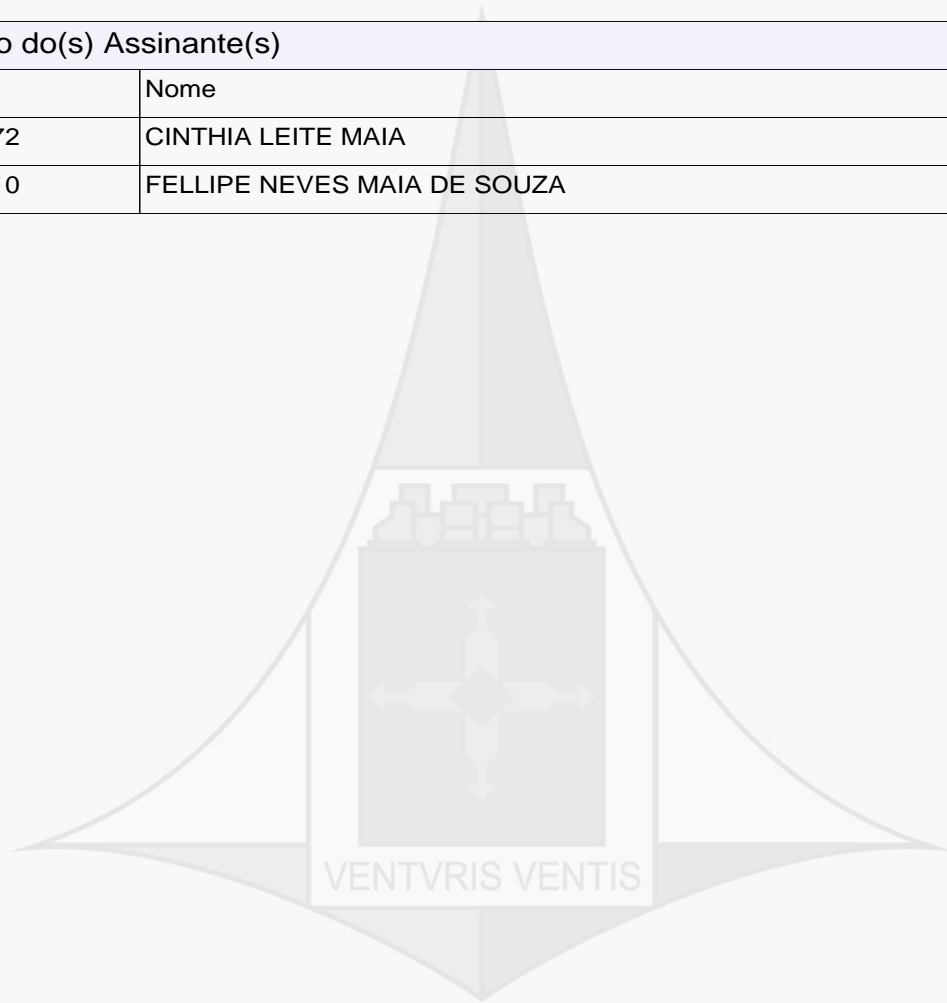 o do(s) Assinante(s)
Nome
72 CINTHIA LEITE MAIA
0 FELLIPE NEVES MAIA DE SOUZA
VENTVRIS VENTIS